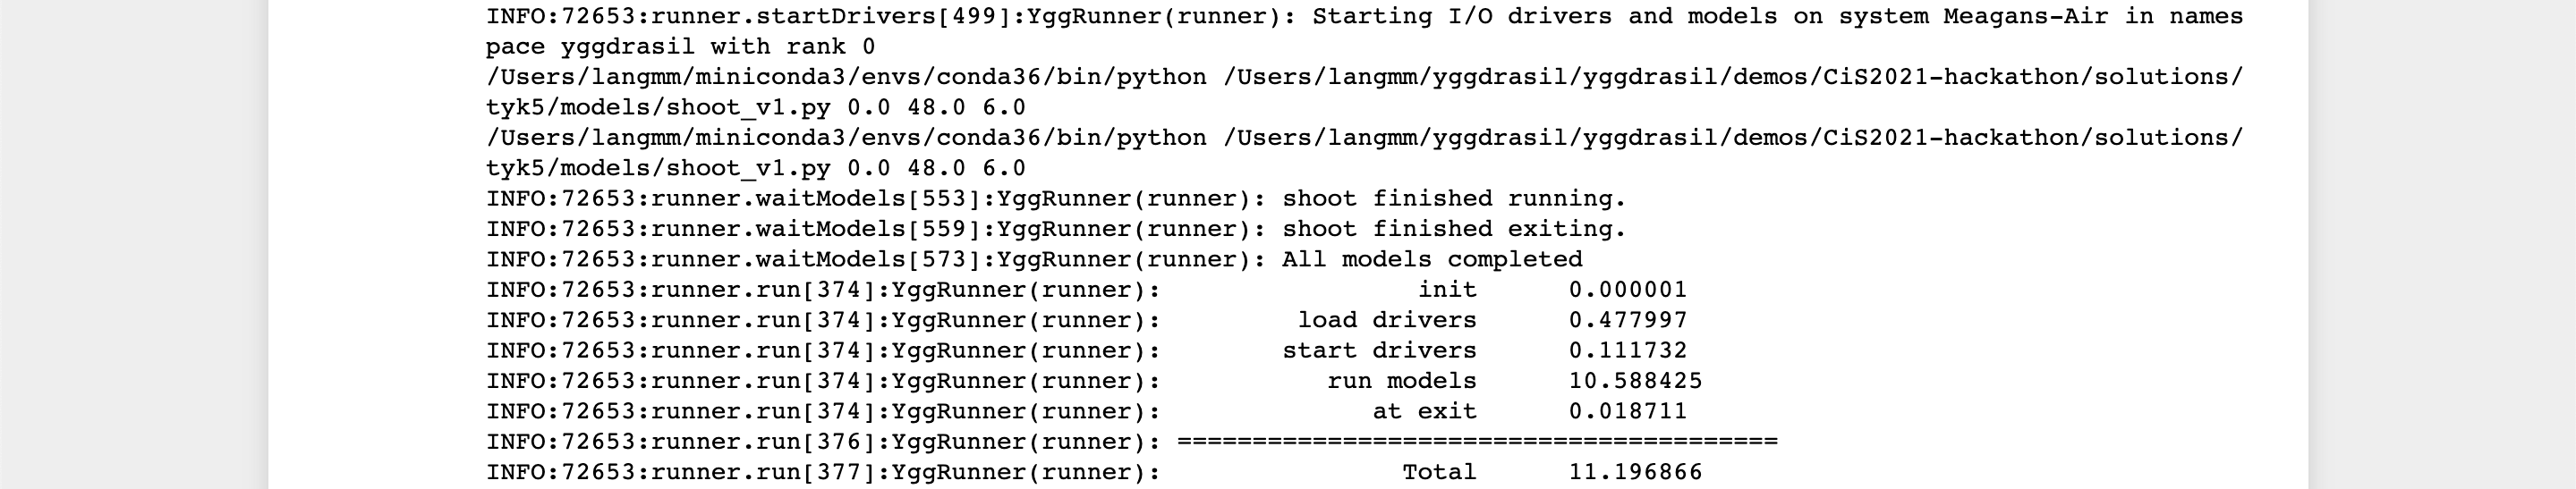 INFO:72653:runner.startDrivers[499]:YggRunner(runner): Starting I/O drivers and models on system Meagans-Air in names
pace yggdrasil with rank 0
/Users/langmm/miniconda3/envs/conda36/bin/python /Users/langmm/yggdrasil/yggdrasil/demos/CiS2021-hackathon/solutions/
tyk5/models/shoot_v1.py 0.0 48.0 6.0
/Users/langmm/miniconda3/envs/conda36/bin/python /Users/langmm/yggdrasil/yggdrasil/demos/CiS2021-hackathon/solutions/
tyk5/models/shoot_v1.py 0.0 48.0 6.0
INFO:72653:runner.waitModels[553]:YggRunner(runner): shoot finished running.
INFO:72653:runner.waitModels[559]:YggRunner(runner): shoot finished exiting.
INFO:72653:runner.waitModels[573]:YggRunner(runner): All models completed
INFO:72653:runner.run[374]:YggRunner(runner):                 init      0.000001
INFO:72653:runner.run[374]:YggRunner(runner):         load drivers      0.477997
INFO:72653:runner.run[374]:YggRunner(runner):        start drivers      0.111732
INFO:72653:runner.run[374]:YggRunner(runner):           run models      10.588425
INFO:72653:runner.run[374]:YggRunner(runner):              at exit      0.018711
INFO:72653:runner.run[376]:YggRunner(runner): ========================================
INFO:72653:runner.run[377]:YggRunner(runner):                Total      11.196866